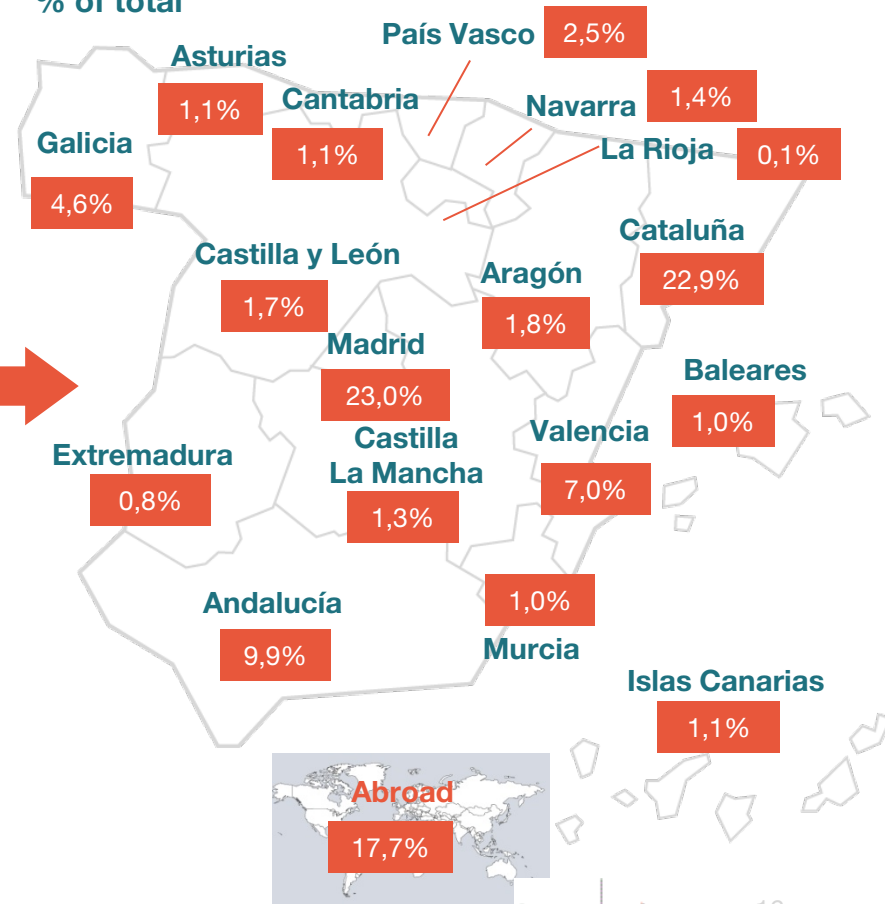 % of total
País Vasco
2,5%
Asturias
1,1%
Cantabria
1,1%
Navarra
1,4%
La Rioja
0,1%
Galicia
4,6%
Cataluña
22,9%
Castilla y León
1,7%
Aragón
1,8%
Madrid
23,0%
Baleares
1,0%
Castilla
La Mancha
1,3%
Valencia
7,0%
Extremadura
0,8%
Andalucía
9,9%
1,0%
Murcia
Islas Canarias
1,1%
Abroad
17,7%